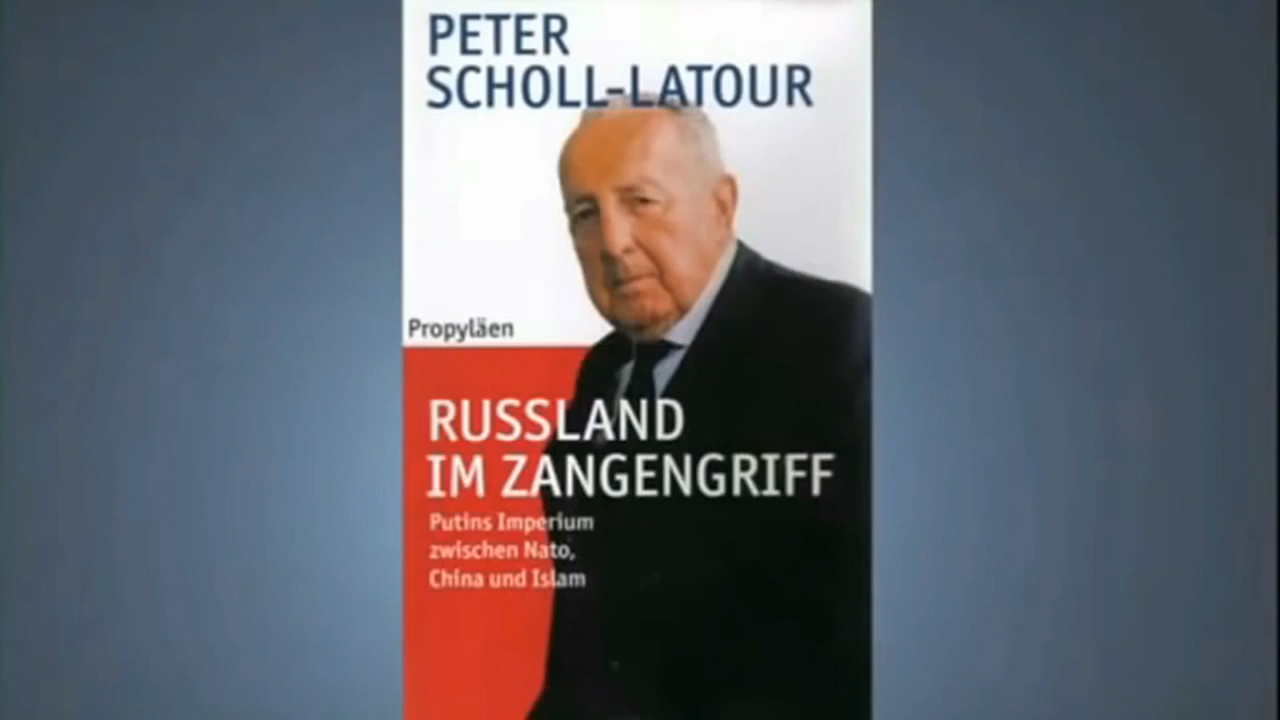 PETER
SCHOLL-LATOUR
Propyläen
RUSSLAND
IM ZANGENGRIFF
Putins Imperium
zwischen Nato,
China und Islam